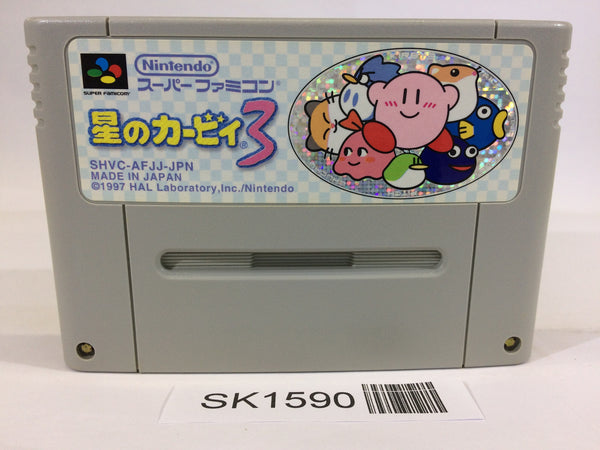 SUPER FAMICOM
Nintendo
スーパーファミコン
星のカービィ3
SHVC-AFJJ-JPN
MADE IN JAPAN
©1997 HAL Laboratory,Inc./Nintendo
SK1590